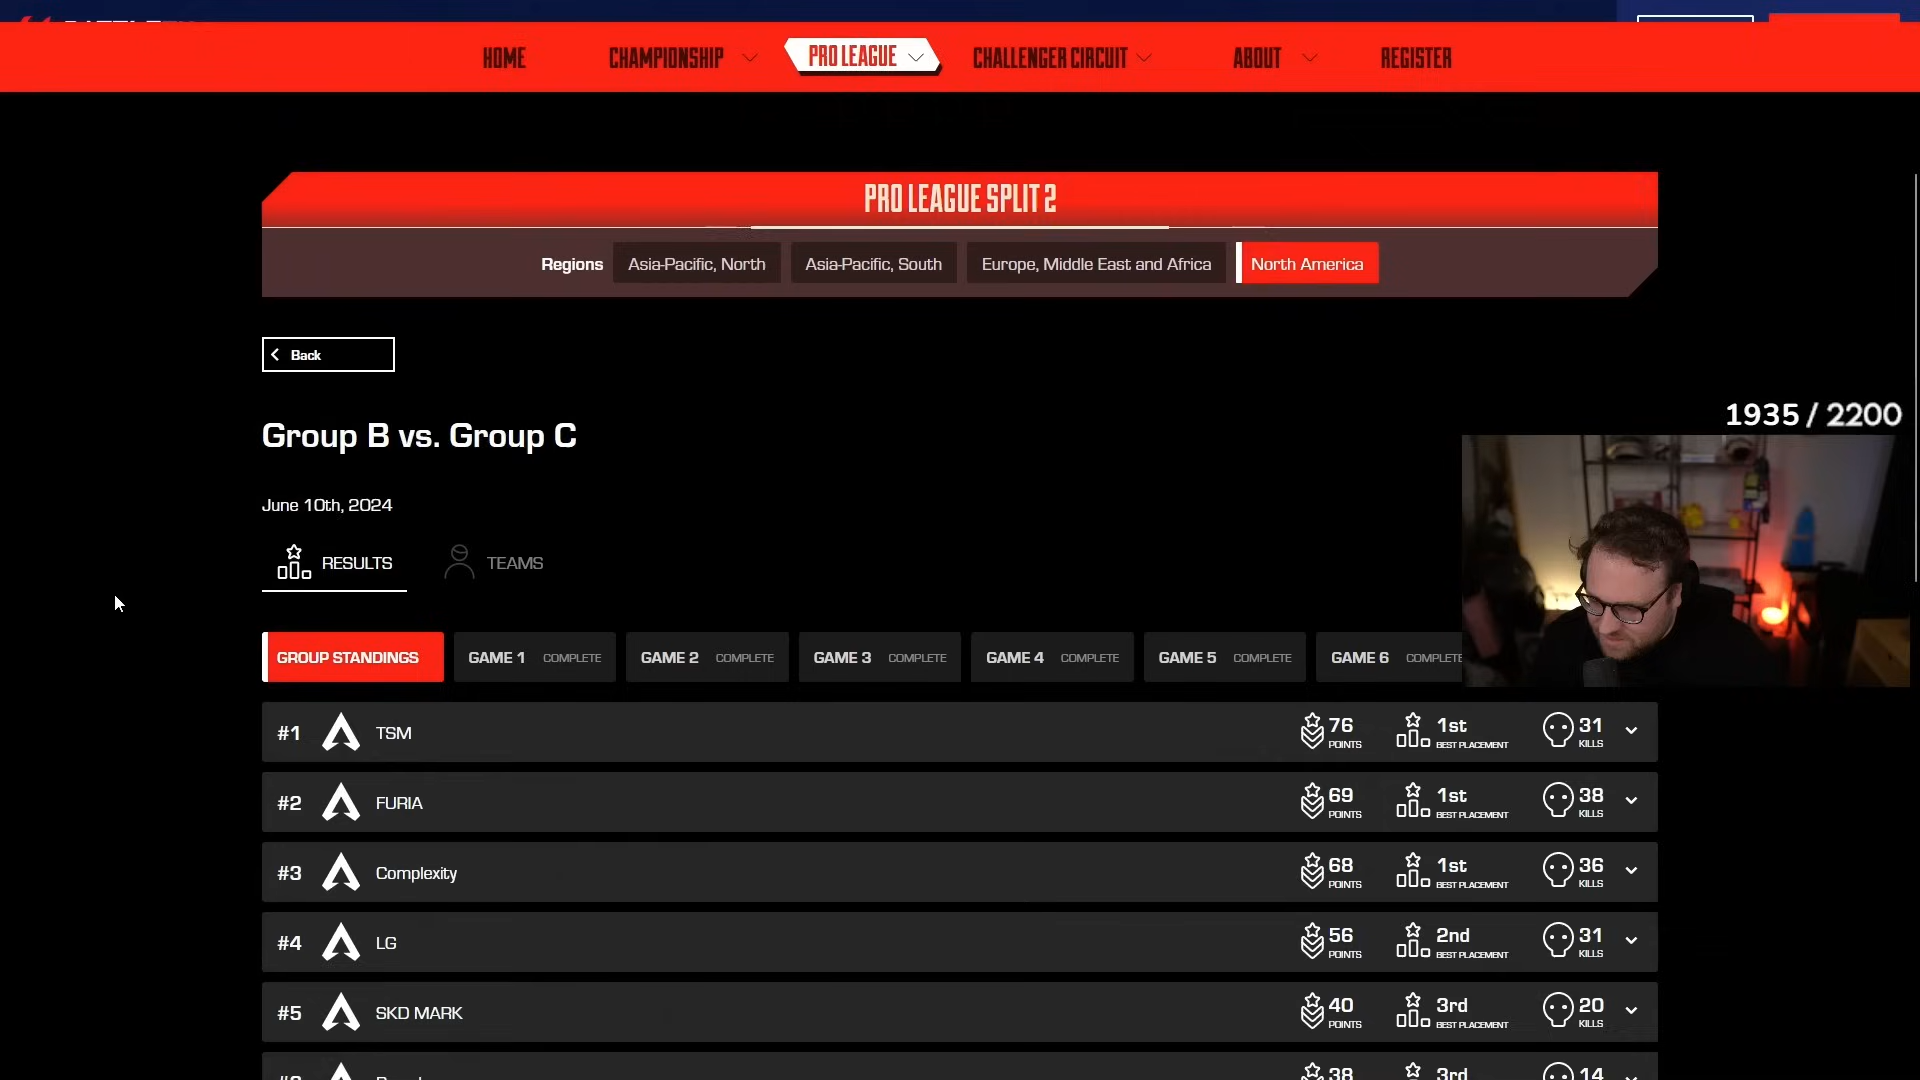 HOME CHAMPIONSHIP PRO LEAGUE CHALLENGER CIRCUIT ABOUT REGISTER
PRO LEAGUE SPLIT 2
Regions Asia-Pacific, North Asia-Pacific, South Europe, Middle East and Africa North America
Back
1935 / 2200
Group B vs. Group C
June 10th, 2024
RESULTS TEAMS
GROUP STANDINGS GAME 1 COMPLETE GAME 2 COMPLETE GAME 3 COMPLETE GAME 4 COMPLETE GAME 5 COMPLETE GAME 6 COMPLETE
#1 TSM 76 POINTS 1st BEST PLACEMENT 31 KILLS
#2 FURIA 69 POINTS 1st BEST PLACEMENT 38 KILLS
#3 Complexity 68 POINTS 1st BEST PLACEMENT 36 KILLS
#4 LG 56 POINTS 2nd BEST PLACEMENT 31 KILLS
#5 SKD MARK 40 POINTS 3rd BEST PLACEMENT 20 KILLS
38 3rd 14